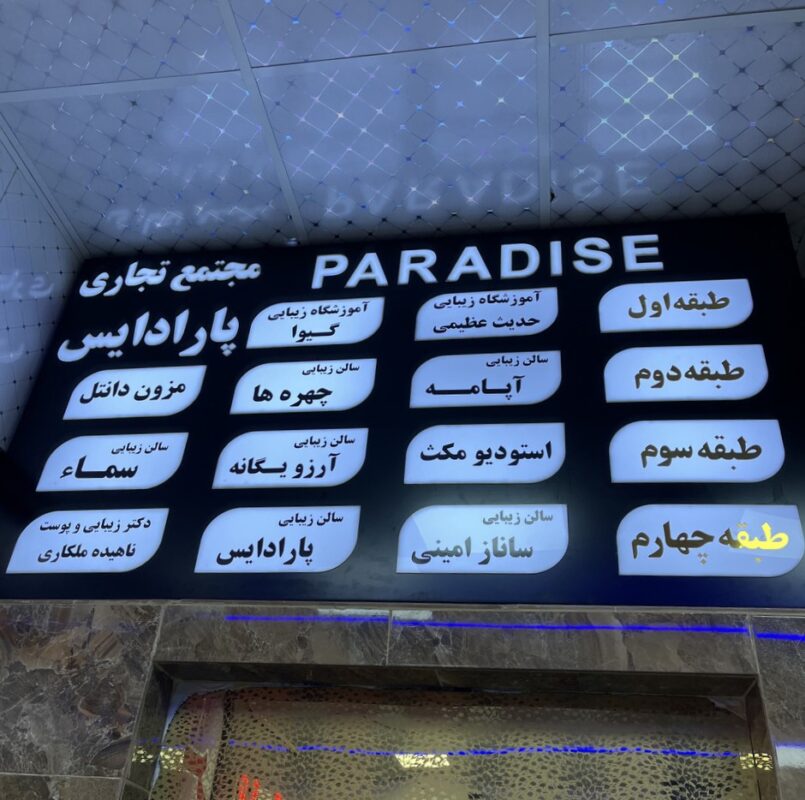 PARADISE
مجتمع تجاری
پارادایس
طبقه اول
آموزشگاه زیبایی
حدیث عظیمی
آموزشگاه زیبایی
گیوا
طبقه دوم
سالن زیبایی
آپامه
سالن زیبایی
چهره ها
مزون دانتل
طبقه سوم
استودیو مکث
سالن زیبایی
آرزو یگانه
سالن زیبایی
سماء
طبقه چهارم
سالن زیبایی
ساناز امینی
سالن زیبایی
پارادایس
دکتر زیبایی و پوست
ناهیده ملکاری